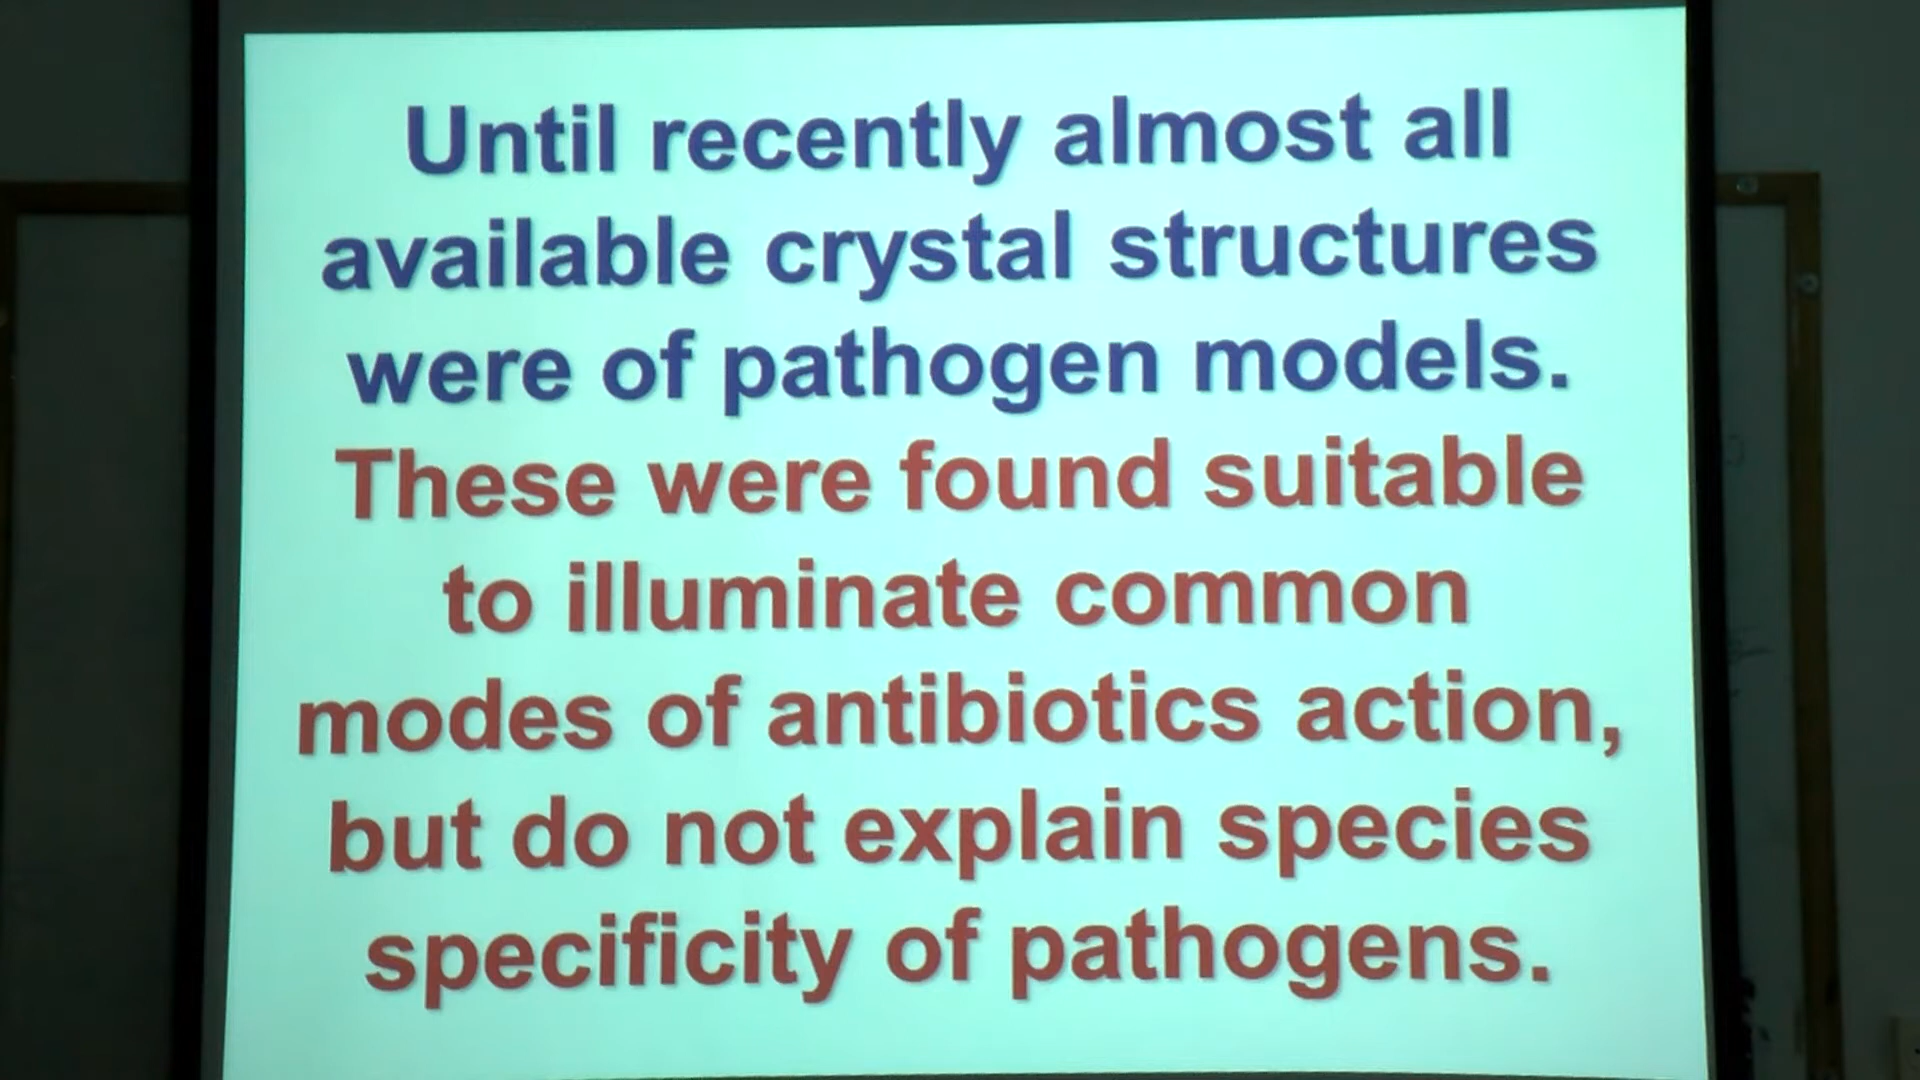 Until recently almost all
available crystal structures
were of pathogen models.
These were found suitable
to illuminate common
modes of antibiotics action,
but do not explain species
specificity of pathogens.